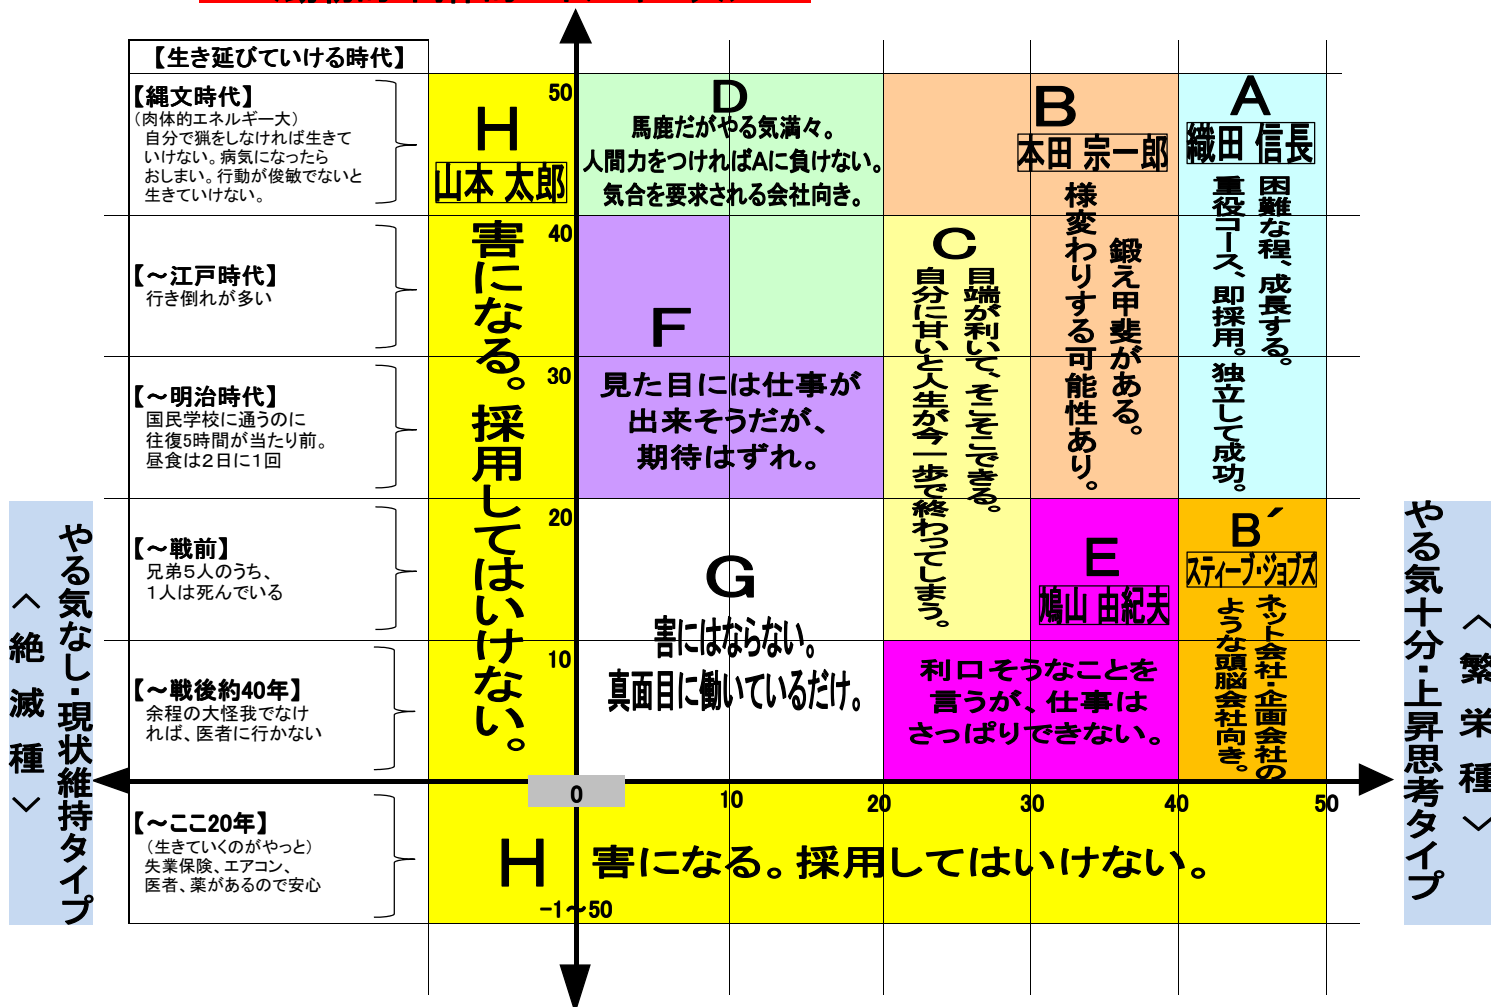 【生き延びていける時代】
【縄文時代】
（肉体的エネルギー大）
自分で猟をしなければ生きて
いけない。病気になったら
おしまい。行動が俊敏でないと
生きていけない。
【～江戸時代】
行き倒れが多い
【～明治時代】
国民学校に通うのに
往復5時間が当たり前。
昼食は２日に１回
【～戦前】
兄弟５人のうち、
１人は死んでいる
【～戦後約40年】
余程の大怪我でなけ
れば、医者に行かない
【～ここ20年】
（生きていくのがやっと）
失業保険、エアコン、
医者、薬があるので安心
H
山本 太郎
害になる。採用してはいけない。
50
40
30
20
10
D
馬鹿だがやる気満々。
人間力をつければAに負けない。
気合を要求される会社向き。
B
本田 宗一郎
鍛え甲斐がある。
様変わりする可能性あり。
A
織田 信長
困難な程、成長する。
重役コース、即採用。独立して成功。
C
目端が利いて、そこそこできる。
自分に甘いと人生が今一歩で終わってしまう。
F
見た目には仕事が
出来そうだが、
期待はずれ。
G
害にはならない。
真面目に働いているだけ。
E
鳩山 由紀夫
利口そうなことを
言うが、仕事は
さっぱりできない。
B´
スティーブ・ジョブズ
ネット会社・企画会社の
ような頭脳会社向き。
0
10
20
30
40
50
H 害になる。採用してはいけない。
-1～50
やる気なし・現状維持タイプ
〈絶滅種〉
やる気十分・上昇思考タイプ
〈繁栄種〉